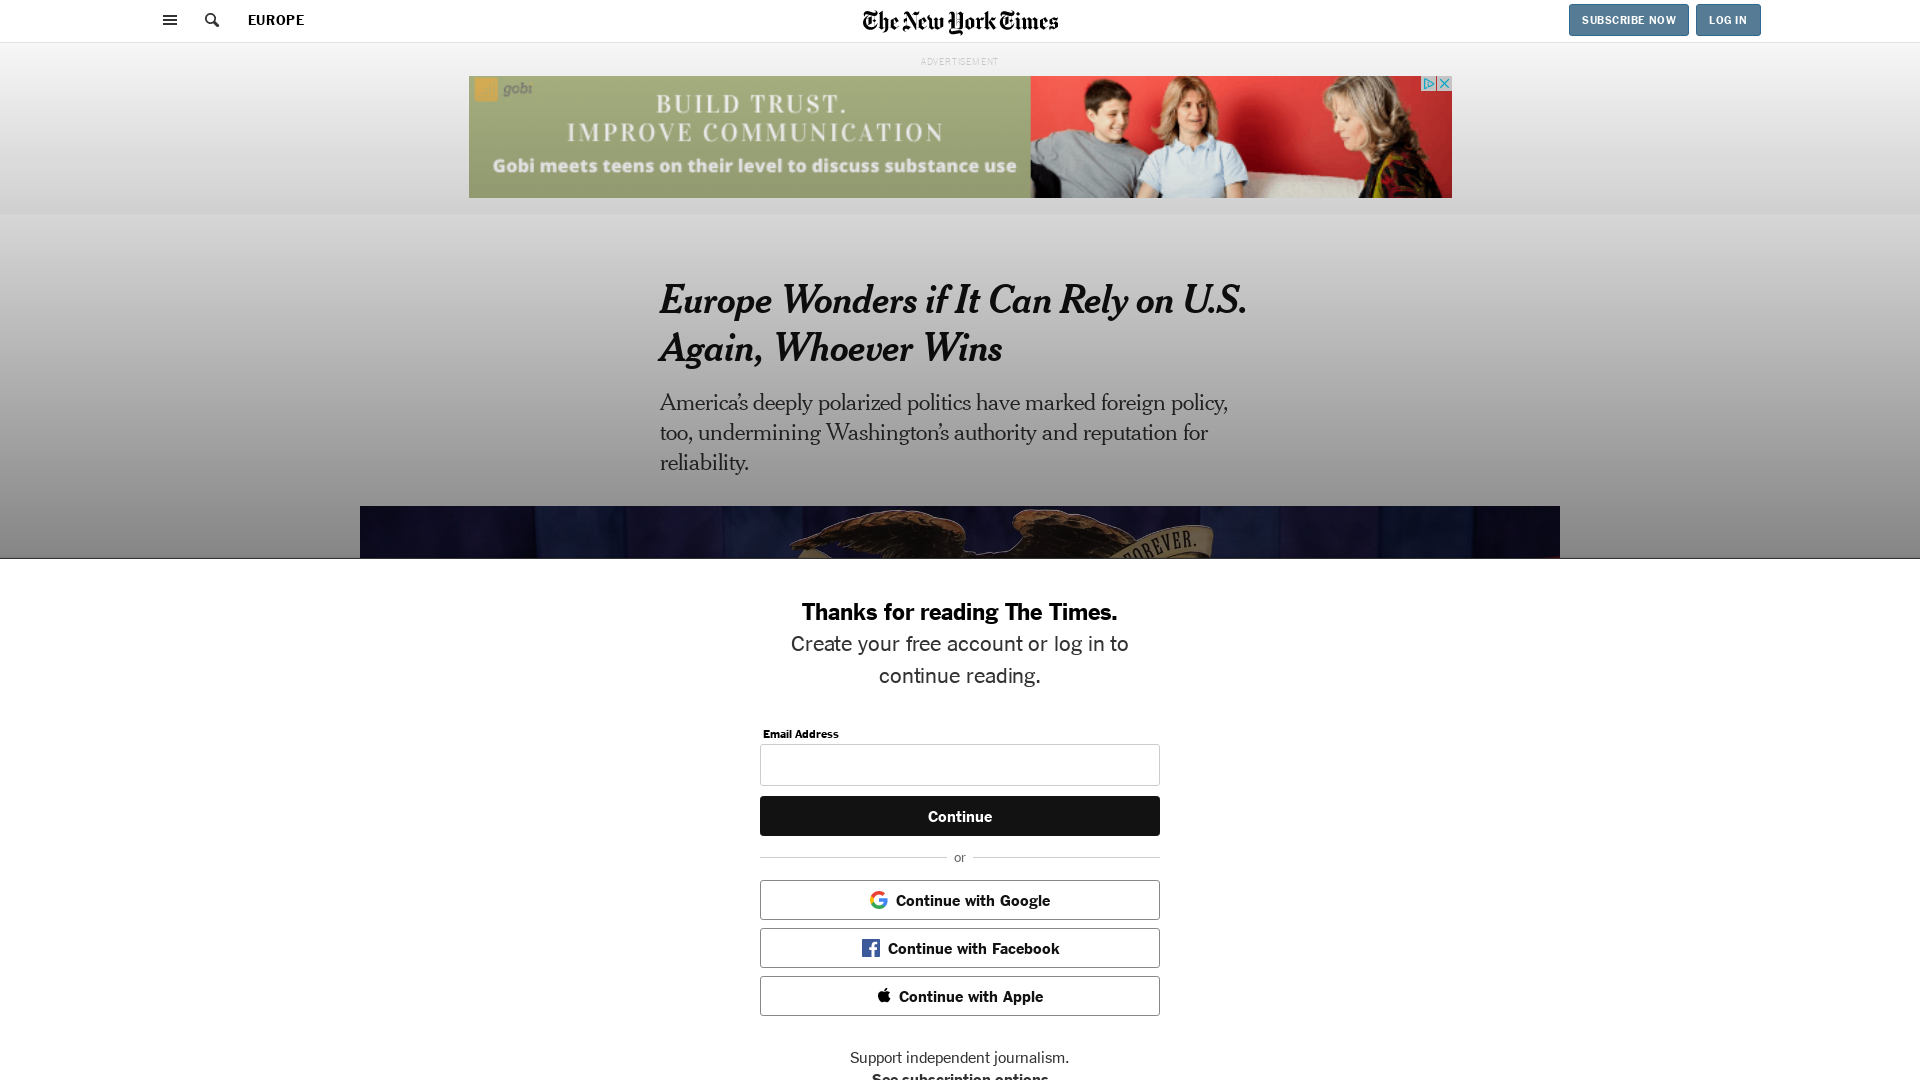 EUROPE
The New York Times
SUBSCRIBE NOW
LOG IN
ADVERTISEMENT
gobi
BUILD TRUST.
IMPROVE COMMUNICATION
Gobi meets teens on their level to discuss substance use
Europe Wonders if It Can Rely on U.S.
Again, Whoever Wins
America’s deeply polarized politics have marked foreign policy,
too, undermining Washington’s authority and reputation for
reliability.
FOREVER.
Thanks for reading The Times.
Create your free account or log in to
continue reading.
Email Address
Continue
or
Continue with Google
Continue with Facebook
Continue with Apple
Support independent journalism.
See subscription options